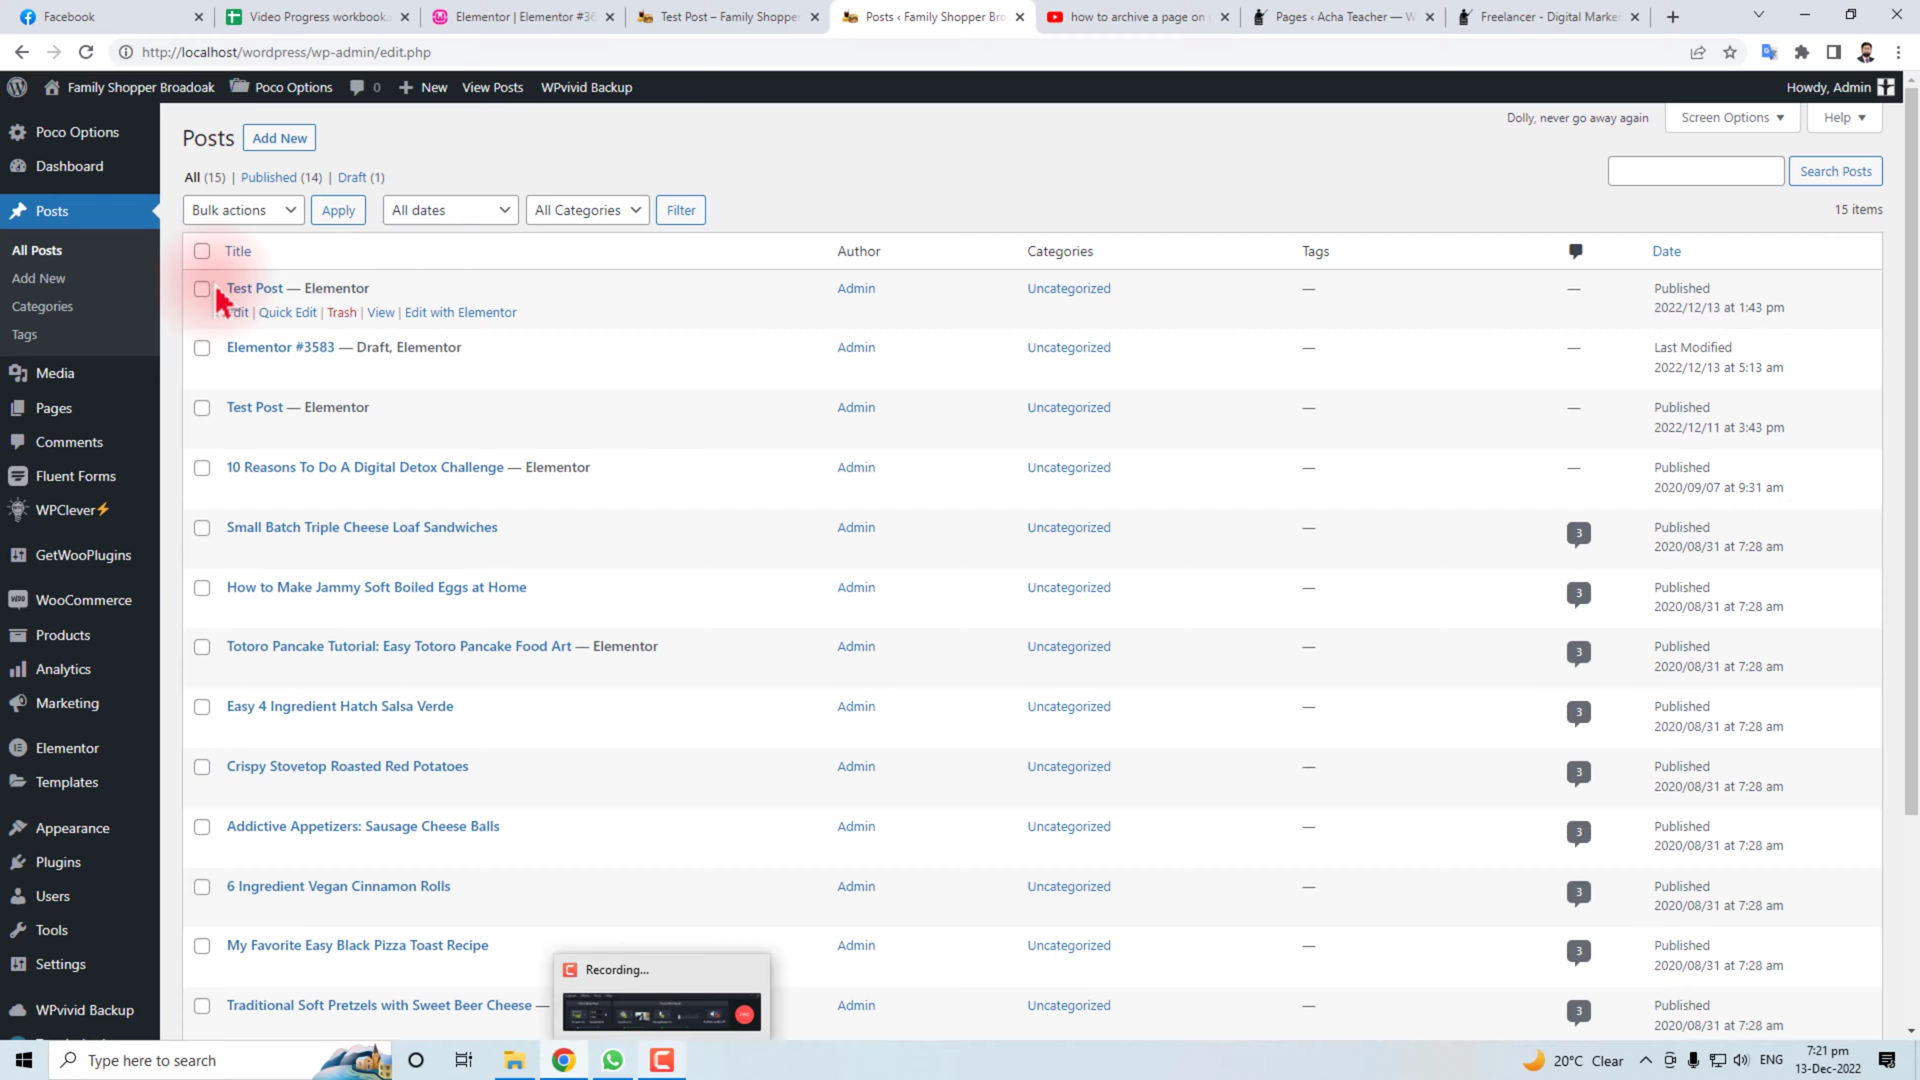 Facebook
Video Progress workbook.
Elementor | Elementor #36
Test Post – Family Shopper
Posts ‹ Family Shopper Bro
how to archive a page on
Pages ‹ Acha Teacher — W
Freelancer - Digital Marke
http://localhost/wordpress/wp-admin/edit.php
Family Shopper Broadoak
Poco Options
0
New
View Posts
WPvivid Backup
Howdy, Admin
Poco Options
Dashboard
Posts
All Posts
Add New
Categories
Tags
Media
Pages
Comments
Fluent Forms
WPClever⚡
GetWooPlugins
WooCommerce
Products
Analytics
Marketing
Elementor
Templates
Appearance
Plugins
Users
Tools
Settings
WPvivid Backup
Dolly, never go away again
Screen Options
Help
Posts
Add New
All (15) | Published (14) | Draft (1)
Search Posts
Bulk actions
Apply
All dates
All Categories
Filter
15 items
Title Author Categories Tags Date
Test Post — Elementor Admin Uncategorized — — Published
2022/12/13 at 1:43 pm
Quick Edit | Trash | View | Edit with Elementor
Elementor #3583 — Draft, Elementor Admin Uncategorized — — Last Modified
2022/12/13 at 5:13 am
Test Post — Elementor Admin Uncategorized — — Published
2022/12/11 at 3:43 pm
10 Reasons To Do A Digital Detox Challenge — Elementor Admin Uncategorized — — Published
2020/09/07 at 9:31 am
Small Batch Triple Cheese Loaf Sandwiches Admin Uncategorized — 3 Published
2020/08/31 at 7:28 am
How to Make Jammy Soft Boiled Eggs at Home Admin Uncategorized — 3 Published
2020/08/31 at 7:28 am
Totoro Pancake Tutorial: Easy Totoro Pancake Food Art — Elementor Admin Uncategorized — 3 Published
2020/08/31 at 7:28 am
Easy 4 Ingredient Hatch Salsa Verde Admin Uncategorized — 3 Published
2020/08/31 at 7:28 am
Crispy Stovetop Roasted Red Potatoes Admin Uncategorized — 3 Published
2020/08/31 at 7:28 am
Addictive Appetizers: Sausage Cheese Balls Admin Uncategorized — 3 Published
2020/08/31 at 7:28 am
6 Ingredient Vegan Cinnamon Rolls Admin Uncategorized — 3 Published
2020/08/31 at 7:28 am
My Favorite Easy Black Pizza Toast Recipe Admin Uncategorized — 3 Published
2020/08/31 at 7:28 am
Traditional Soft Pretzels with Sweet Beer Cheese — Admin Uncategorized — 3 Published
2020/08/31 at 7:28 am
Recording...
Type here to search
20°C Clear
ENG
7:21 pm
13-Dec-2022